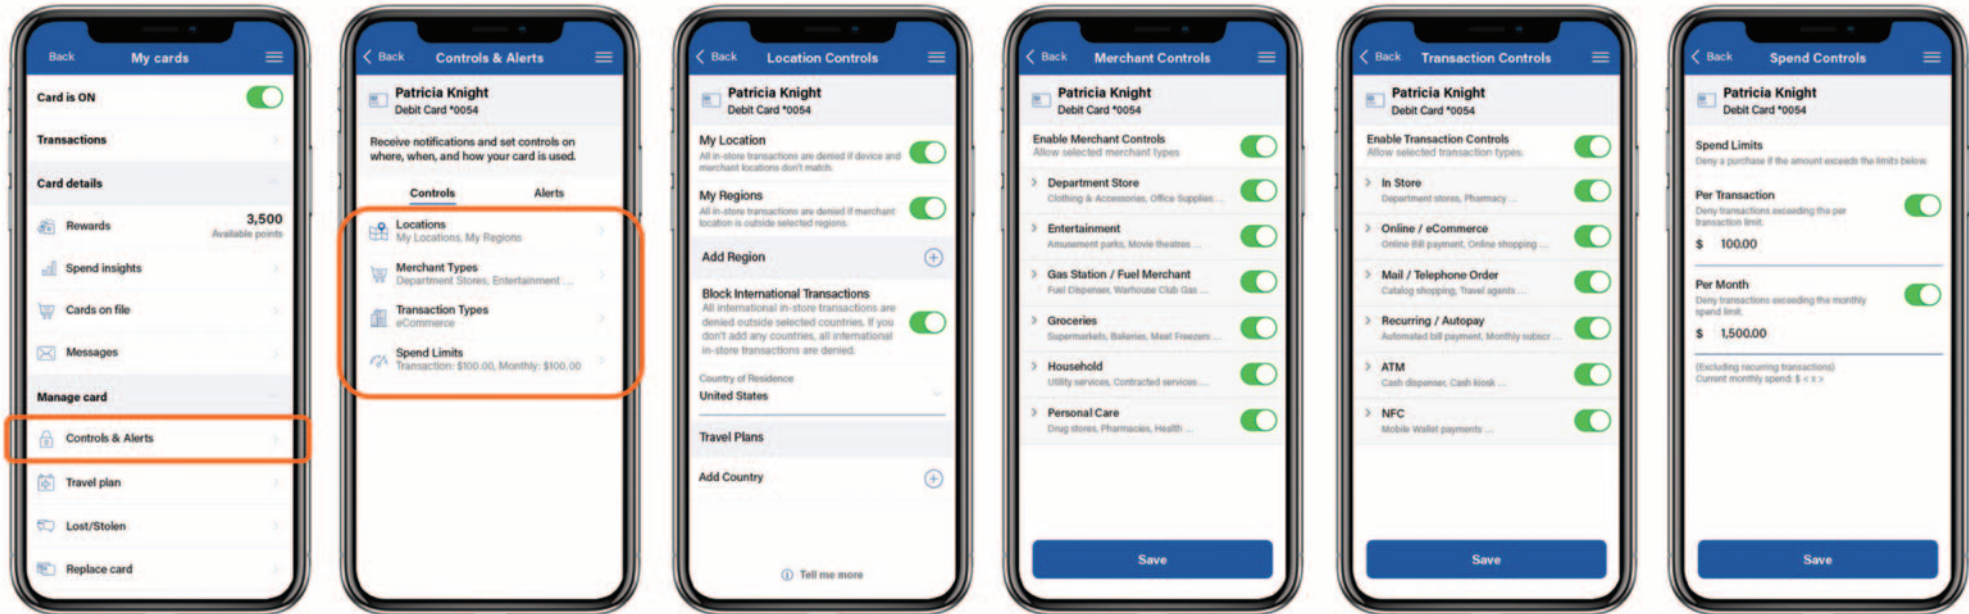 Back My cards
Card is ON
Transactions
Card details
Rewards 3,500
Available points
Spend insights
Cards on file
Messages
Manage card
Controls & Alerts
Travel plan
Lost/Stolen
Replace card
< Back Controls & Alerts
Patricia Knight
Debit Card *0054
Receive notifications and set controls on
where, when, and how your card is used.
Controls Alerts
Locations
My Locations, My Regions
Merchant Types
Department Stores, Entertainment ...
Transaction Types
eCommerce
Spend Limits
Transaction: $100.00, Monthly: $100.00
< Back Location Controls
Patricia Knight
Debit Card *0054
My Location
All in-store transactions are denied if device and
merchant locations don't match.
My Regions
All in-store transactions are denied if merchant
location is outside selected regions.
Add Region
Block International Transactions
All international in-store transactions are
denied outside selected countries. If you
don't add any countries, all international
in-store transactions are denied.
Country of Residence
United States
Travel Plans
Add Country
Tell me more
< Back Merchant Controls
Patricia Knight
Debit Card *0054
Enable Merchant Controls
Allow selected merchant types
> Department Store
Clothing & Accessories, Office Supplies ...
> Entertainment
Amusement parks, Movie theatres ...
> Gas Station / Fuel Merchant
Fuel Dispenser, Warhouse Club Gas ...
> Groceries
Supermarkets, Bakeries, Meat Freezers ...
> Household
Utility services, Contracted services ...
> Personal Care
Drug stores, Pharmacies, Health ...
Save
< Back Transaction Controls
Patricia Knight
Debit Card *0054
Enable Transaction Controls
Allow selected transaction types.
> In Store
Department stores, Pharmacy ...
> Online / eCommerce
Online Bill payment, Online shopping ...
> Mail / Telephone Order
Catalog shopping, Travel agents ...
> Recurring / Autopay
Automated bill payment, Monthly subscr ...
> ATM
Cash dispenser, Cash kiosk ...
> NFC
Mobile Wallet payments ...
Save
< Back Spend Controls
Patricia Knight
Debit Card *0054
Spend Limits
Deny a purchase if the amount exceeds the limits below.
Per Transaction
Deny transactions exceeding the per
transaction limit.
$ 100.00
Per Month
Deny transactions exceeding the monthly
spend limit.
$ 1,500.00
(Excluding recurring transactions)
Current monthly spend: $ < x >
Save